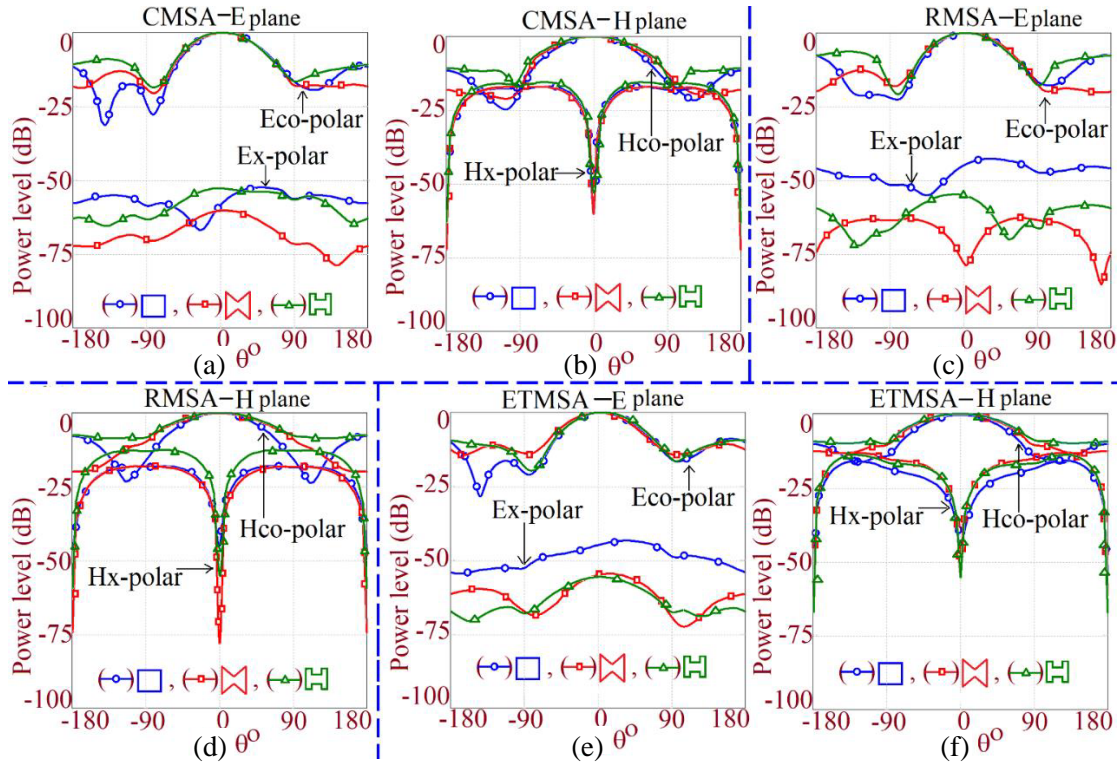 CMSA-E plane
Power level (dB)
0
-25
-50
-75
-100
-180 -90 0 90 180
θ°
Eco-polar
Ex-polar
(-o-) , (-□-) , (-△-)
(a)
CMSA-H plane
Power level (dB)
0
-25
-50
-75
-100
-180 -90 0 90 180
θ°
Hco-polar
Hx-polar
(-o-) , (-□-) , (-△-)
(b)
RMSA-E plane
Power level (dB)
0
-25
-50
-75
-100
-180 -90 0 90 180
θ°
Eco-polar
Ex-polar
(-o-) , (-□-) , (-△-)
(c)
RMSA-H plane
Power level (dB)
0
-25
-50
-75
-100
-180 -90 0 90 180
θ°
Hco-polar
Hx-polar
(-o-) , (-□-) , (-△-)
(d)
ETMSA-E plane
Power level (dB)
0
-25
-50
-75
-100
-180 -90 0 90 180
θ°
Eco-polar
Ex-polar
(-o-) , (-□-) , (-△-)
(e)
ETMSA-H plane
Power level (dB)
0
-25
-50
-75
-100
-180 -90 0 90 180
θ°
Hx-polar
Hco-polar
(-o-) , (-□-) , (-△-)
(f)